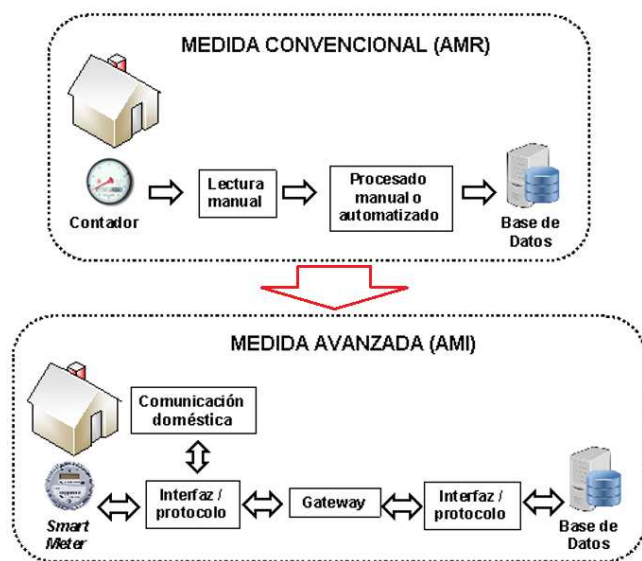 MEDIDA CONVENCIONAL (AMR)
Contador
Lectura
manual
Procesado
manual o
automatizado
Base de
Datos
MEDIDA AVANZADA (AMI)
Comunicación
doméstica
Smart
Meter
Interfaz /
protocolo
Gateway
Interfaz /
protocolo
Base de
Datos